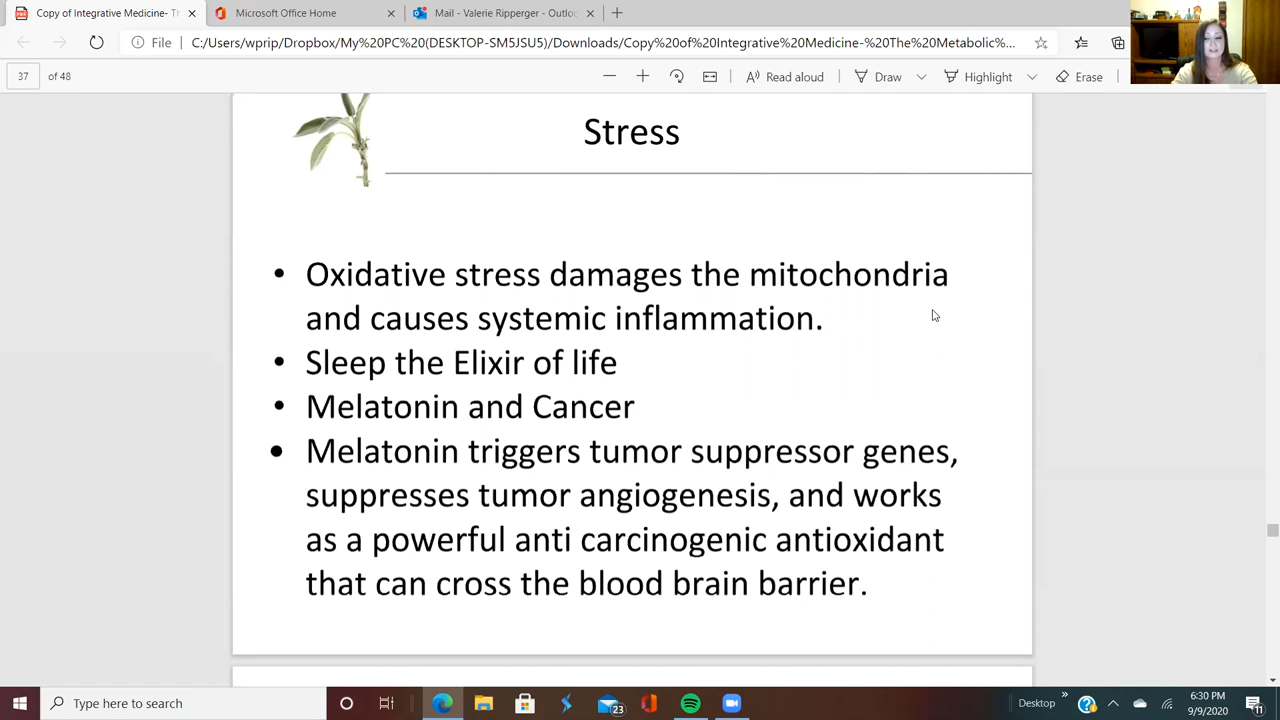 Copy of Integrative Medicine- Th
Microsoft Office Home
Mail - Valerie Ripperger - Outloo
File
C:/Users/wprip/Dropbox/My%20PC%20(DESKTOP-SM5JSU5)/Downloads/Copy%20of%20Integrative%20Medicine-%20The%20Metabolic%...
37 of 48
Read aloud
Draw
Highlight
Erase
Stress
• Oxidative stress damages the mitochondria
and causes systemic inflammation.
• Sleep the Elixir of life
• Melatonin and Cancer
• Melatonin triggers tumor suppressor genes,
suppresses tumor angiogenesis, and works
as a powerful anti carcinogenic antioxidant
that can cross the blood brain barrier.
Type here to search
23
Desktop
6:30 PM
9/9/2020
11